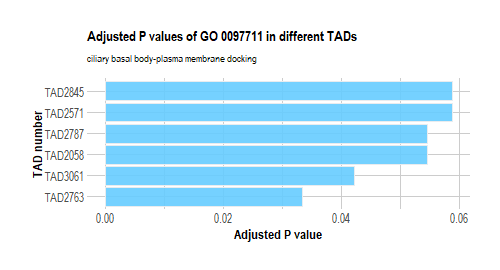 Adjusted P values of GO 0097711 in different TADs
ciliary basal body-plasma membrane docking
TAD number
TAD2845
TAD2571
TAD2787
TAD2058
TAD3061
TAD2763
0.00 0.02 0.04 0.06
Adjusted P value